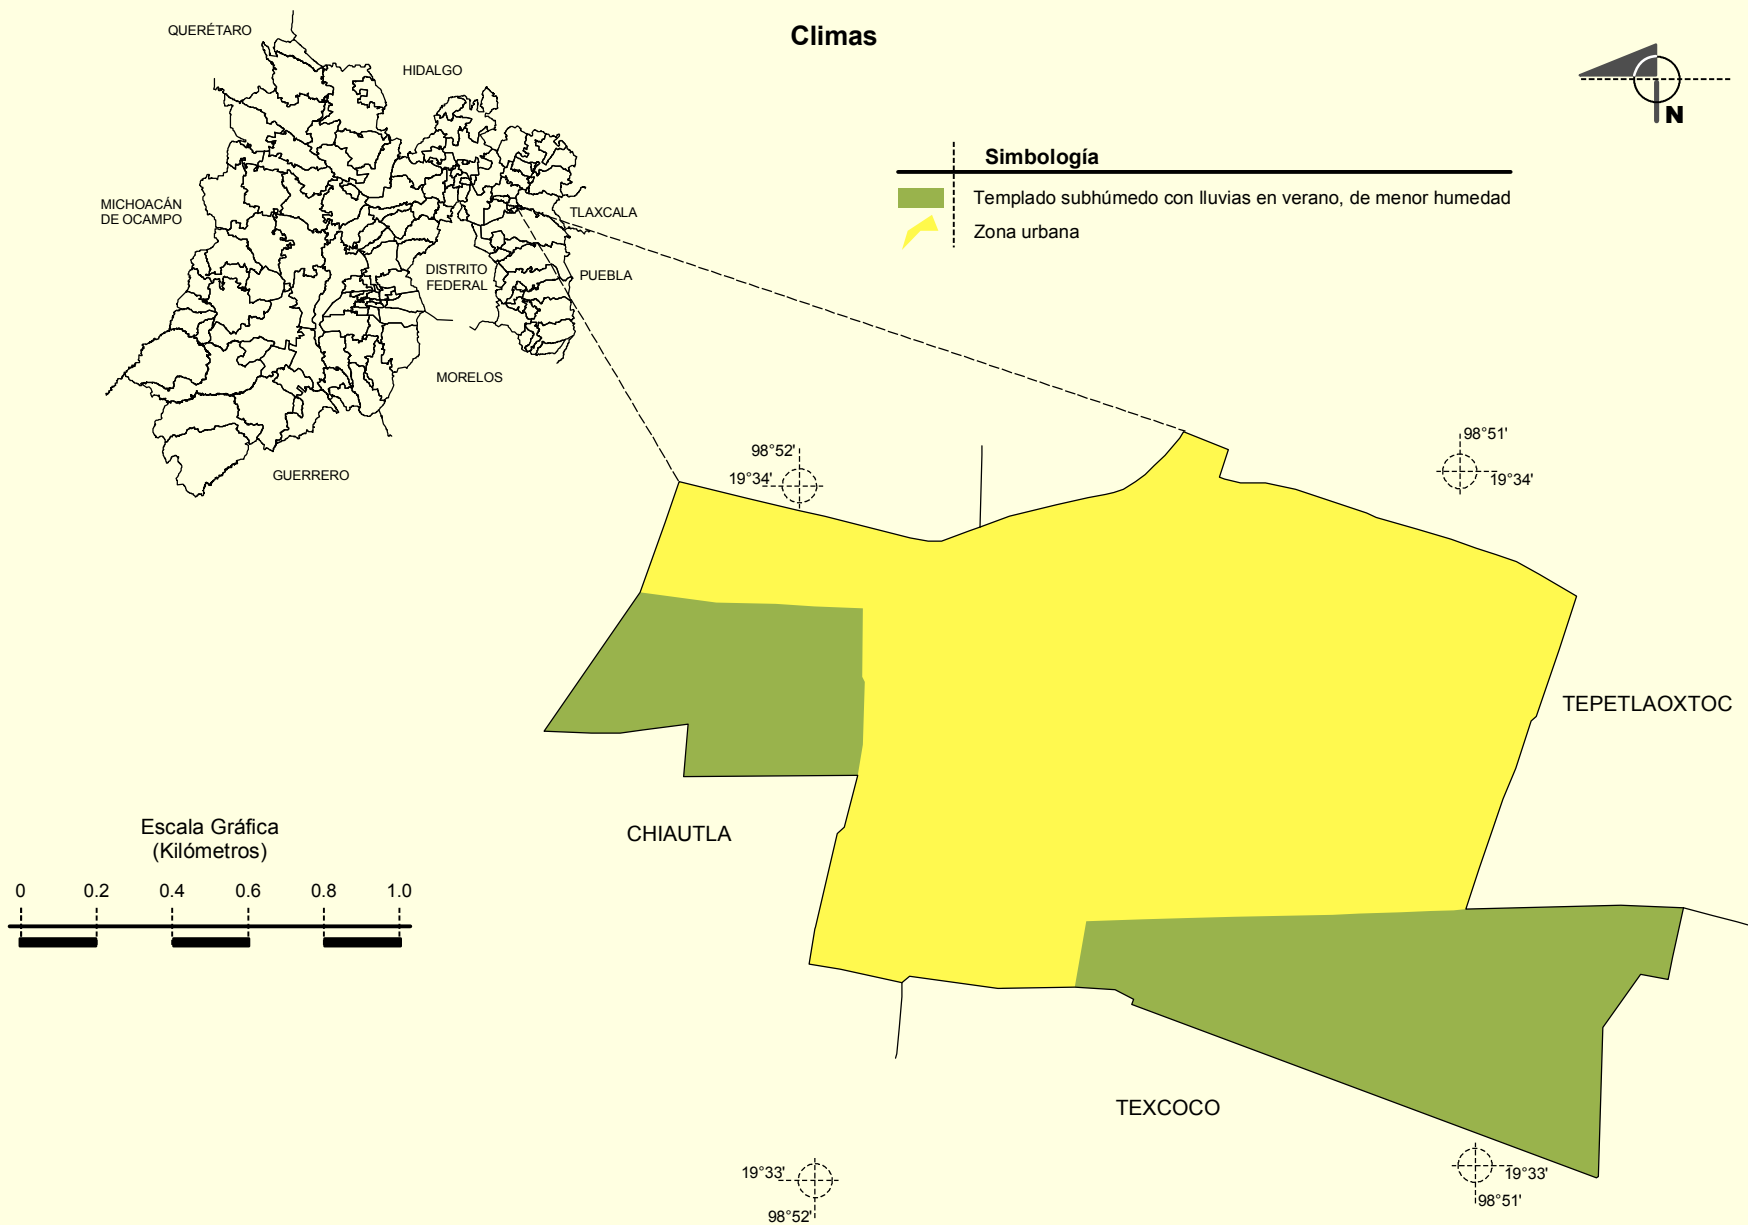 Climas
QUERÉTARO
HIDALGO
MICHOACÁN
DE OCAMPO
TLAXCALA
DISTRITO
FEDERAL
PUEBLA
MORELOS
GUERRERO
N
Simbología
Templado subhúmedo con lluvias en verano, de menor humedad
Zona urbana
98°52'
19°34'
98°51'
19°34'
TEPETLAOXTOC
CHIAUTLA
Escala Gráfica
(Kilómetros)
0 0.2 0.4 0.6 0.8 1.0
TEXCOCO
19°33'
98°52'
19°33'
98°51'